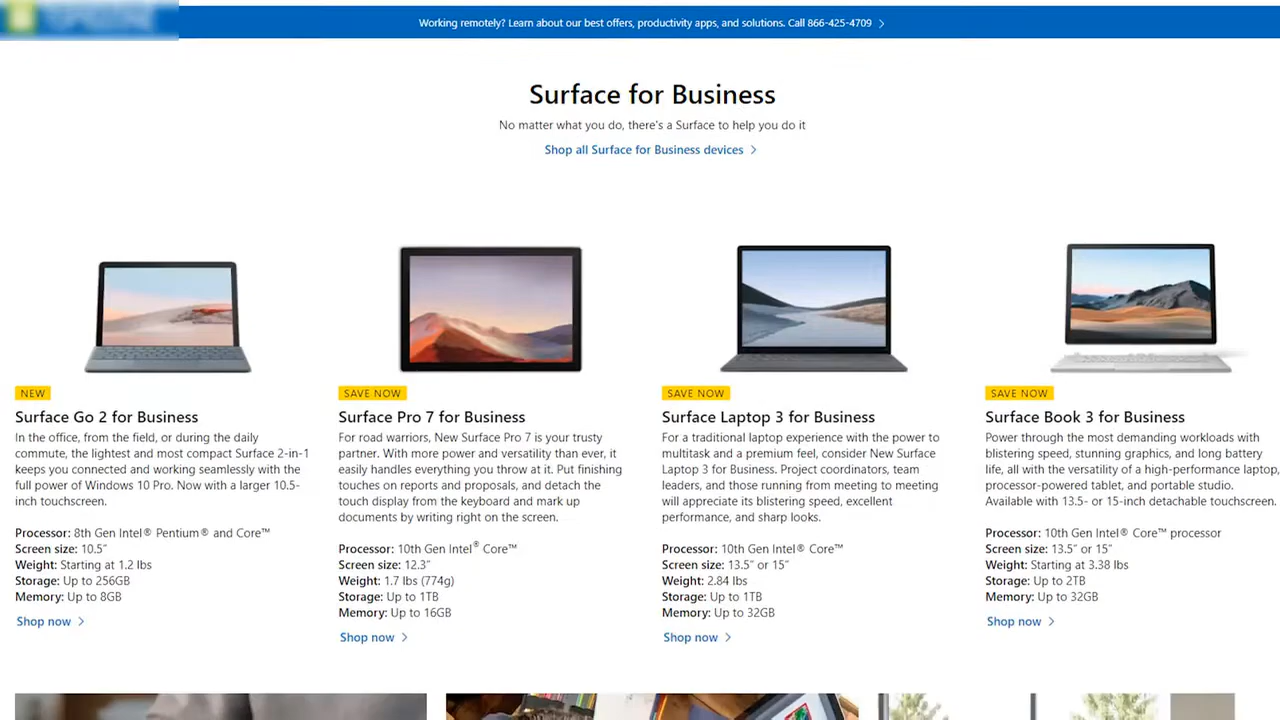 Working remotely? Learn about our best offers, productivity apps, and solutions. Call 866-425-4709
Surface for Business
No matter what you do, there's a Surface to help you do it
Shop all Surface for Business devices
NEW
Surface Go 2 for Business
In the office, from the field, or during the daily
commute, the lightest and most compact Surface 2-in-1
keeps you connected and working seamlessly with the
full power of Windows 10 Pro. Now with a larger 10.5-
inch touchscreen.
Processor: 8th Gen Intel® Pentium® and Core™
Screen size: 10.5”
Weight: Starting at 1.2 lbs
Storage: Up to 256GB
Memory: Up to 8GB
Shop now
SAVE NOW
Surface Pro 7 for Business
For road warriors, New Surface Pro 7 is your trusty
partner. With more power and versatility than ever, it
easily handles everything you throw at it. Put finishing
touches on reports and proposals, and detach the
touch display from the keyboard and mark up
documents by writing right on the screen.
Processor: 10th Gen Intel® Core™
Screen size: 12.3”
Weight: 1.7 lbs (774g)
Storage: Up to 1TB
Memory: Up to 16GB
Shop now
SAVE NOW
Surface Laptop 3 for Business
For a traditional laptop experience with the power to
multitask and a premium feel, consider New Surface
Laptop 3 for Business. Project coordinators, team
leaders, and those running from meeting to meeting
will appreciate its blistering speed, excellent
performance, and sharp looks.
Processor: 10th Gen Intel® Core™
Screen size: 13.5” or 15”
Weight: 2.84 lbs
Storage: Up to 1TB
Memory: Up to 32GB
Shop now
SAVE NOW
Surface Book 3 for Business
Power through the most demanding workloads with
blistering speed, stunning graphics, and long battery
life, all with the versatility of a high-performance laptop,
processor-powered tablet, and portable studio.
Available with 13.5- or 15-inch detachable touchscreen.
Processor: 10th Gen Intel® Core™ processor
Screen size: 13.5” or 15”
Weight: Starting at 3.38 lbs
Storage: Up to 2TB
Memory: Up to 32GB
Shop now